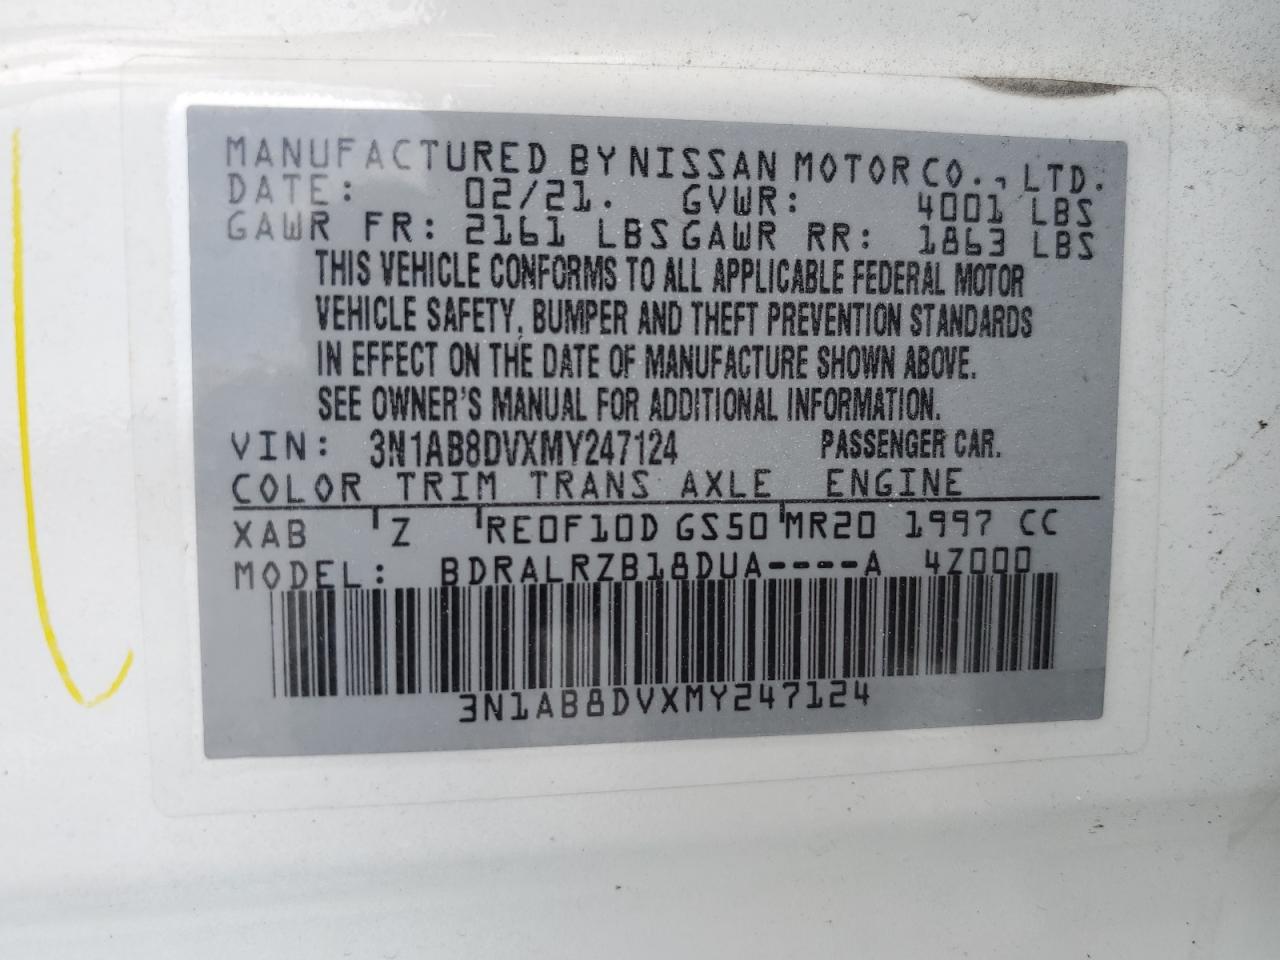 MANUFACTURED BY NISSAN MOTOR CO., LTD.
DATE: 02/21. GVWR: 4001 LBS
GAWR FR: 2161 LBS GAWR RR: 1863 LBS
THIS VEHICLE CONFORMS TO ALL APPLICABLE FEDERAL MOTOR
VEHICLE SAFETY, BUMPER AND THEFT PREVENTION STANDARDS
IN EFFECT ON THE DATE OF MANUFACTURE SHOWN ABOVE.
SEE OWNER'S MANUAL FOR ADDITIONAL INFORMATION.
VIN: 3N1AB8DVXMY247124 PASSENGER CAR.
COLOR TRIM TRANS AXLE ENGINE
XAB Z RE0F10D GS50 MR20 1997 CC
MODEL: BDRALRZB18DUA----A 4Z000
3N1AB8DVXMY247124